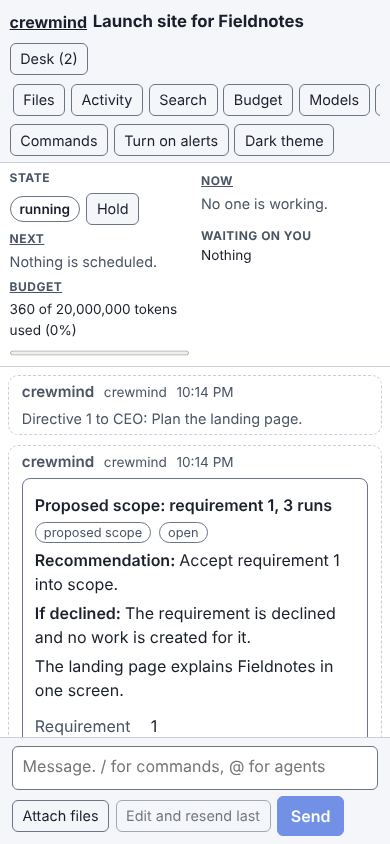 crewmind Launch site for Fieldnotes
Desk (2)
Files Activity Search Budget Models
Commands Turn on alerts Dark theme
STATE
running Hold
NEXT
Nothing is scheduled.
BUDGET
360 of 20,000,000 tokens
used (0%)
NOW
No one is working.
WAITING ON YOU
Nothing
crewmind crewmind 10:14 PM
Directive 1 to CEO: Plan the landing page.
crewmind crewmind 10:14 PM
Proposed scope: requirement 1, 3 runs
proposed scope open
Recommendation: Accept requirement 1
into scope.
If declined: The requirement is declined
and no work is created for it.
The landing page explains Fieldnotes in
one screen.
Requirement 1
Message. / for commands, @ for agents
Attach files Edit and resend last Send